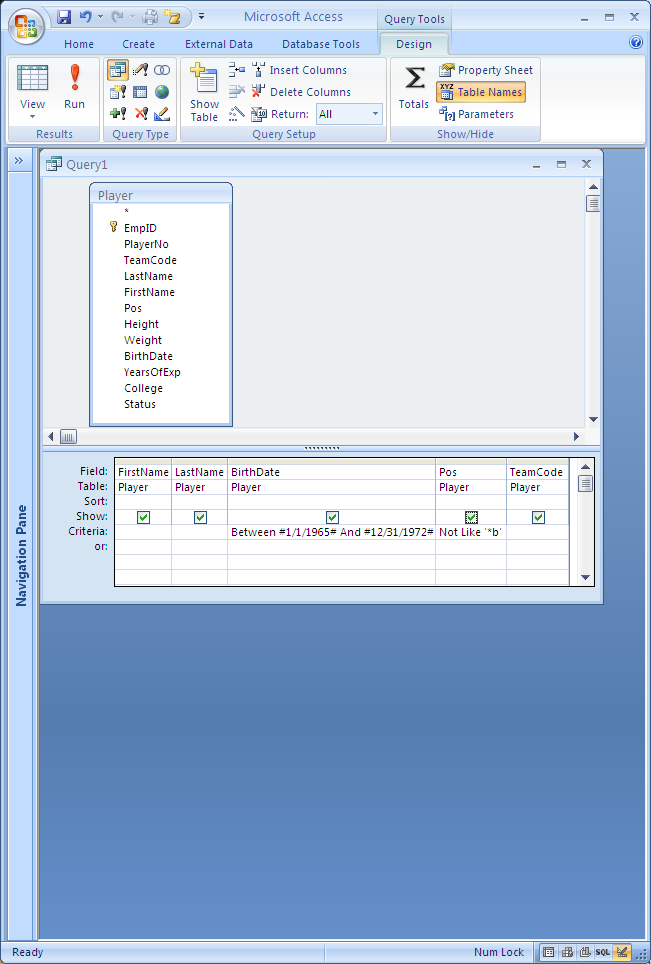 Microsoft Access
Query Tools
Home Create External Data Database Tools Design
View
Run
Results
Query Type
Show Table
Insert Columns
Delete Columns
Return: All
Query Setup
Totals
Property Sheet
XYZ Table Names
Parameters
Show/Hide
Navigation Pane
Query1
Player
*
EmpID
PlayerNo
TeamCode
LastName
FirstName
Pos
Height
Weight
BirthDate
YearsOfExp
College
Status
Field: FirstName LastName BirthDate Pos TeamCode
Table: Player Player Player Player Player
Sort:
Show:
Criteria: Between #1/1/1965# And #12/31/1972# Not Like '*b'
or:
Ready Num Lock SQL